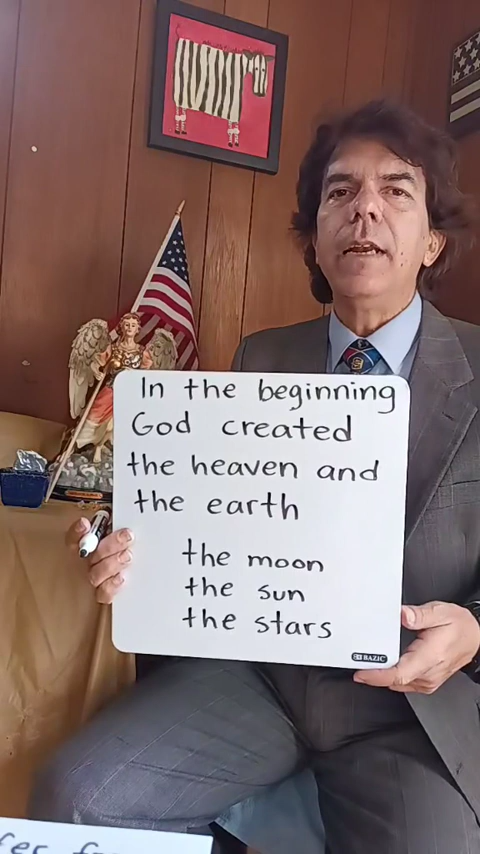 In the beginning
God created
the heaven and
the earth
the moon
the sun
the stars
BAZIC